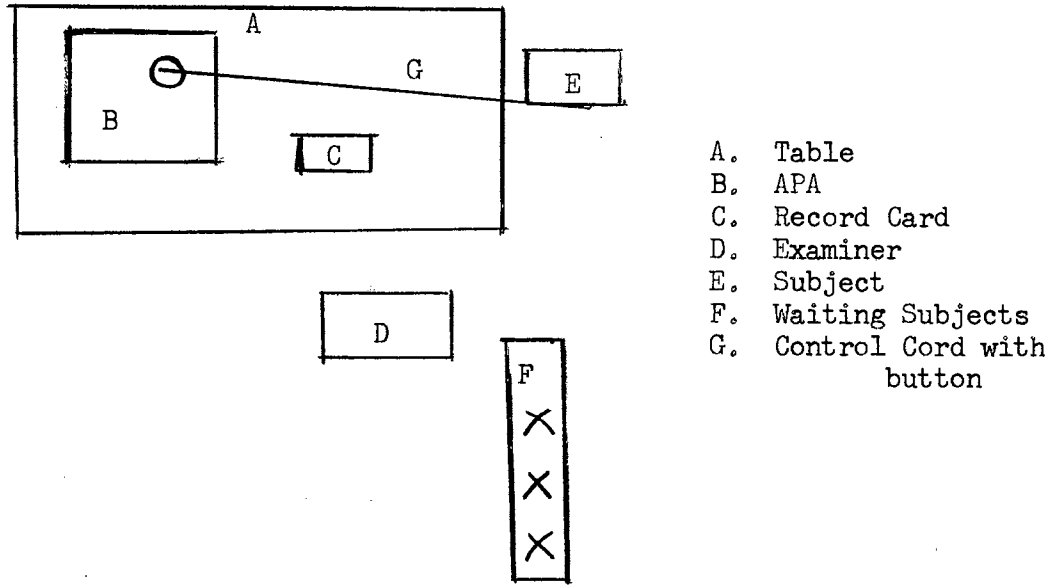 A
G
E
B
C
D
F
A. Table
B. APA
C. Record Card
D. Examiner
E. Subject
F. Waiting Subjects
G. Control Cord with
button